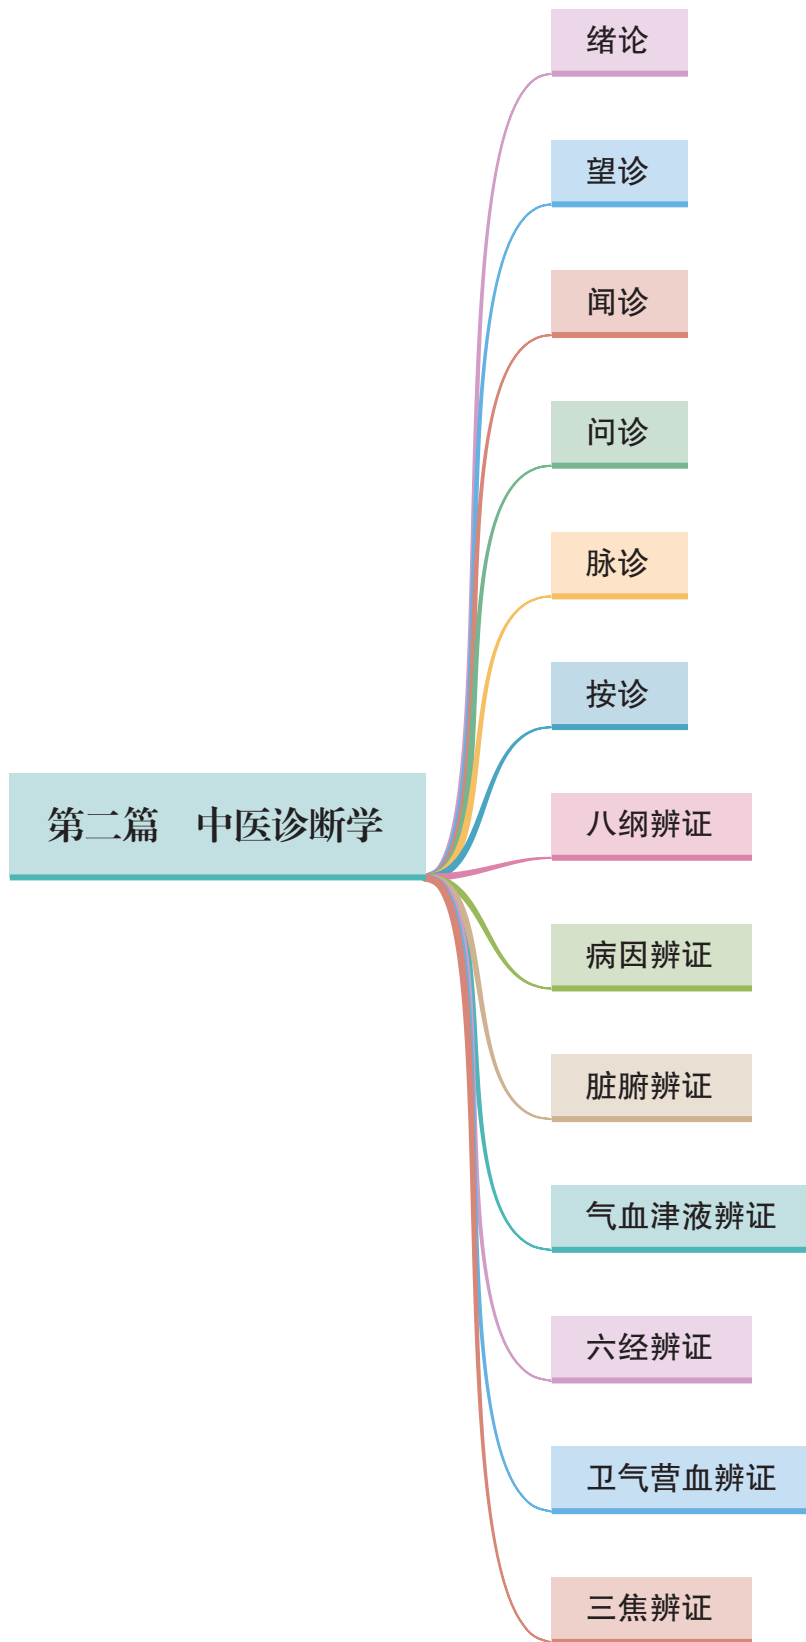 第二篇　中医诊断学
绪论
望诊
闻诊
问诊
脉诊
按诊
八纲辨证
病因辨证
脏腑辨证
气血津液辨证
六经辨证
卫气营血辨证
三焦辨证